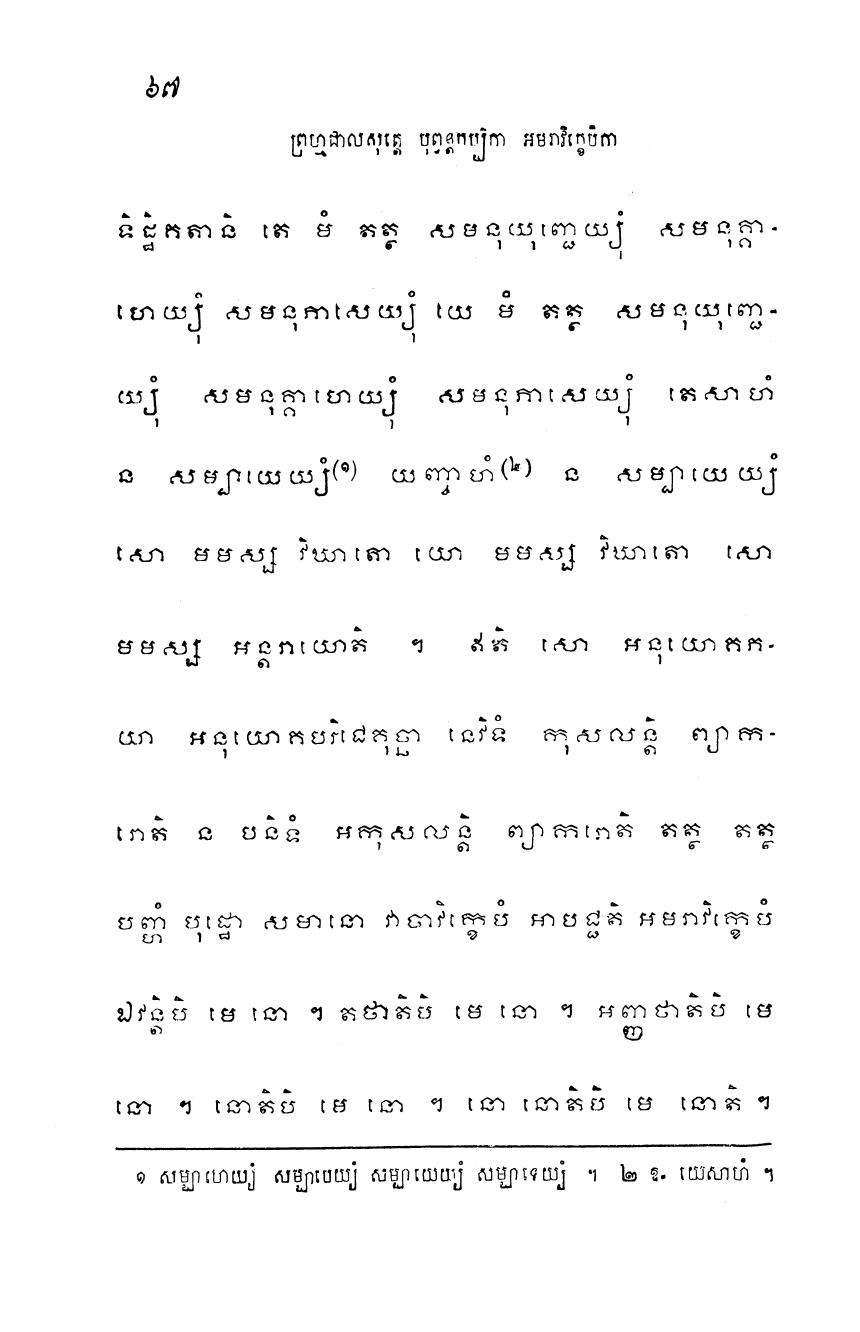 ៦៧
ព្រហ្មជាលសុត្តេ បុព្វន្តកប្បិកា អមរាវិក្ខេបិកា
ទិដ្ឋិគតានិ តេ មំ តត្ថ សមនុយុញ្ជេយ្យុំ សមនុគ្គា-
ហេយ្យុំ សមនុភាសេយ្យុំ យេ មំ តត្ថ សមនុយុញ្ជេ-
យ្យុំ សមនុគ្គាហេយ្យុំ សមនុភាសេយ្យុំ តេសាហំ
ន សម្បាយេយ្យំ(១) យញ្ចាហំ(២) ន សម្បាយេយ្យំ
សោ មមស្ស វិឃាតោ យោ មមស្ស វិឃាតោ សោ
មមស្ស អន្តរាយោតិ ។ ឥតិ សោ អនុយោគភ-
យា អនុយោគបរិជេគុច្ឆា នេវិទំ កុសលន្តិ ព្យាក-
រោតិ ន បនិទំ អកុសលន្តិ ព្យាករោតិ តត្ថ តត្ថ
បញ្ហំ បុដ្ឋោ សមានោ វាចាវិក្ខេបំ អាបជ្ជតិ អមរាវិក្ខេបំ
ឯវន្តិបិ មេ នោ ។ តថាតិបិ មេ នោ ។ អញ្ញថាតិបិ មេ
នោ ។ នោតិបិ មេ នោ ។ នោ នោតិបិ មេ នោតិ ។
១ សម្បាហេយ្យំ សម្បាបេយ្យំ សម្បាយេយ្យំ សម្បាទេយ្យំ ។ ២ ឱ. យេសាហំ ។